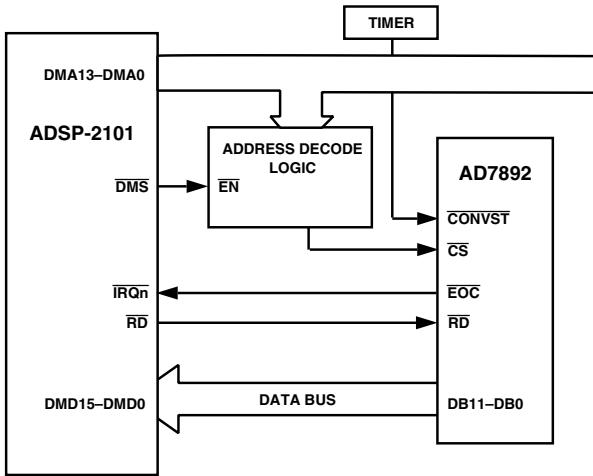 TIMER
DMA13–DMA0
ADSP-2101
ADDRESS DECODE
LOGIC
AD7892
DMS
EN
CONVST
CS
IRQn
EOC
RD
RD
DMD15–DMD0
DATA BUS
DB11–DB0